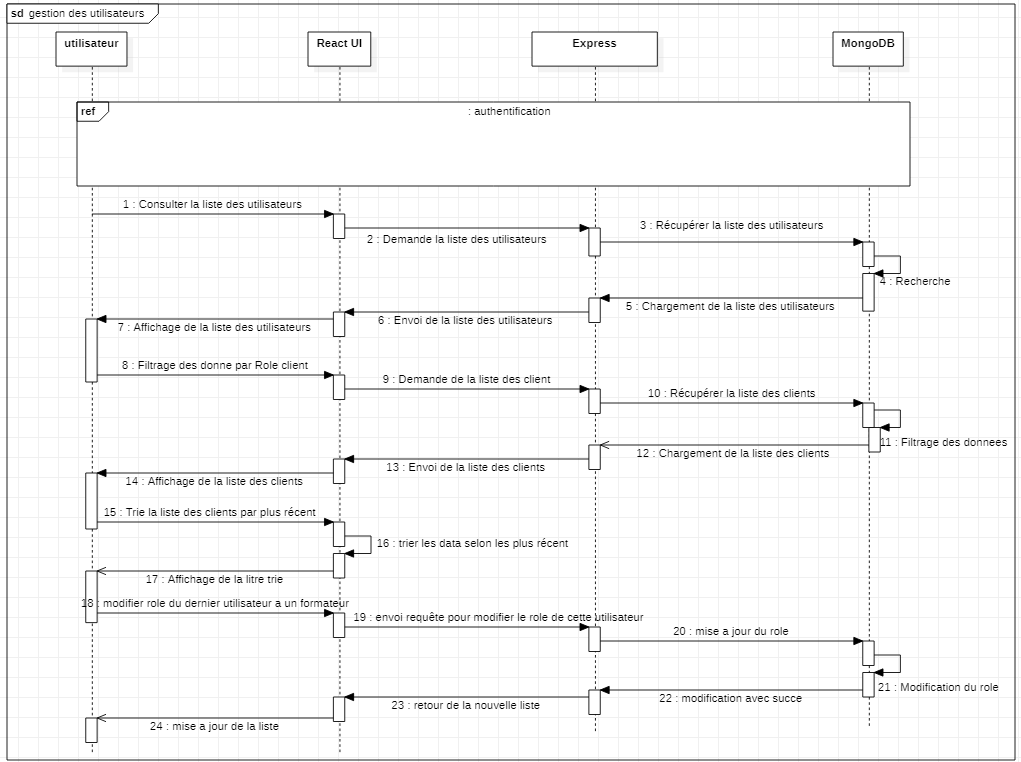 sd gestion des utilisateurs
utilisateur
React UI
Express
MongoDB
ref
: authentification
1 : Consulter la liste des utilisateurs
2 : Demande la liste des utilisateurs
3 : Récupérer la liste des utilisateurs
4 : Recherche
5 : Chargement de la liste des utilisateurs
6 : Envoi de la liste des utilisateurs
7 : Affichage de la liste des utilisateurs
8 : Filtrage des donne par Role client
9 : Demande de la liste des client
10 : Récupérer la liste des clients
11 : Filtrage des donnees
12 : Chargement de la liste des clients
13 : Envoi de la liste des clients
14 : Affichage de la liste des clients
15 : Trie la liste des clients par plus récent
16 : trier les data selon les plus récent
17 : Affichage de la litre trie
18 : modifier role du dernier utilisateur a un formateur
19 : envoi requête pour modifier le role de cette utilisateur
20 : mise a jour du role
21 : Modification du role
22 : modification avec succe
23 : retour de la nouvelle liste
24 : mise a jour de la liste